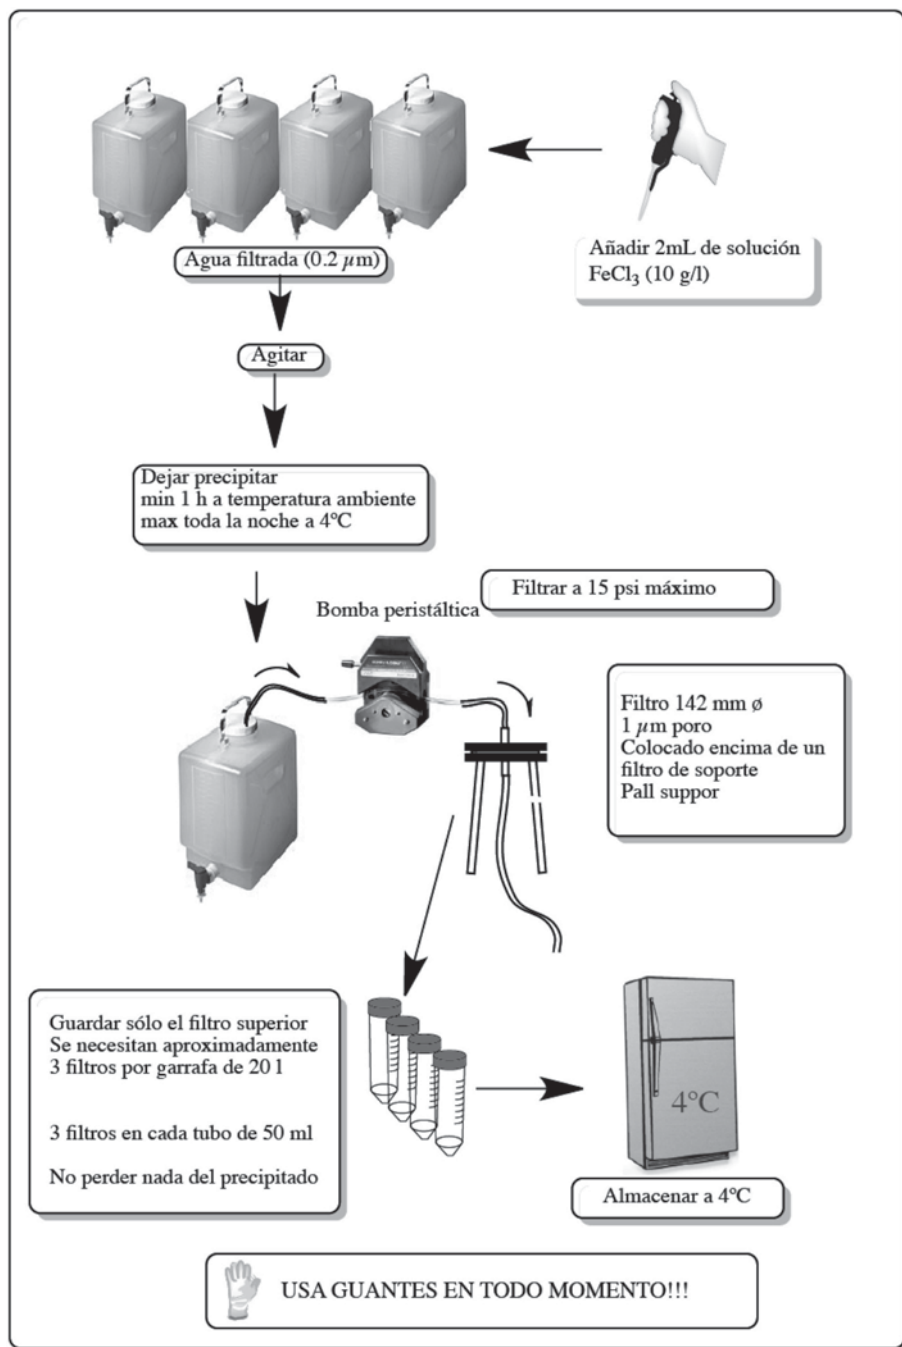 Agua filtrada (0.2 µm)
Añadir 2mL de solución
FeCl₃ (10 g/l)
Agitar
Dejar precipitar
min 1 h a temperatura ambiente
max toda la noche a 4ºC
Filtrar a 15 psi máximo
Bomba peristáltica
Filtro 142 mm ø
1 µm poro
Colocado encima de un
filtro de soporte
Pall suppor
Guardar sólo el filtro superior
Se necesitan aproximadamente
3 filtros por garrafa de 20 l
3 filtros en cada tubo de 50 ml
No perder nada del precipitado
4ºC
Almacenar a 4ºC
USA GUANTES EN TODO MOMENTO!!!